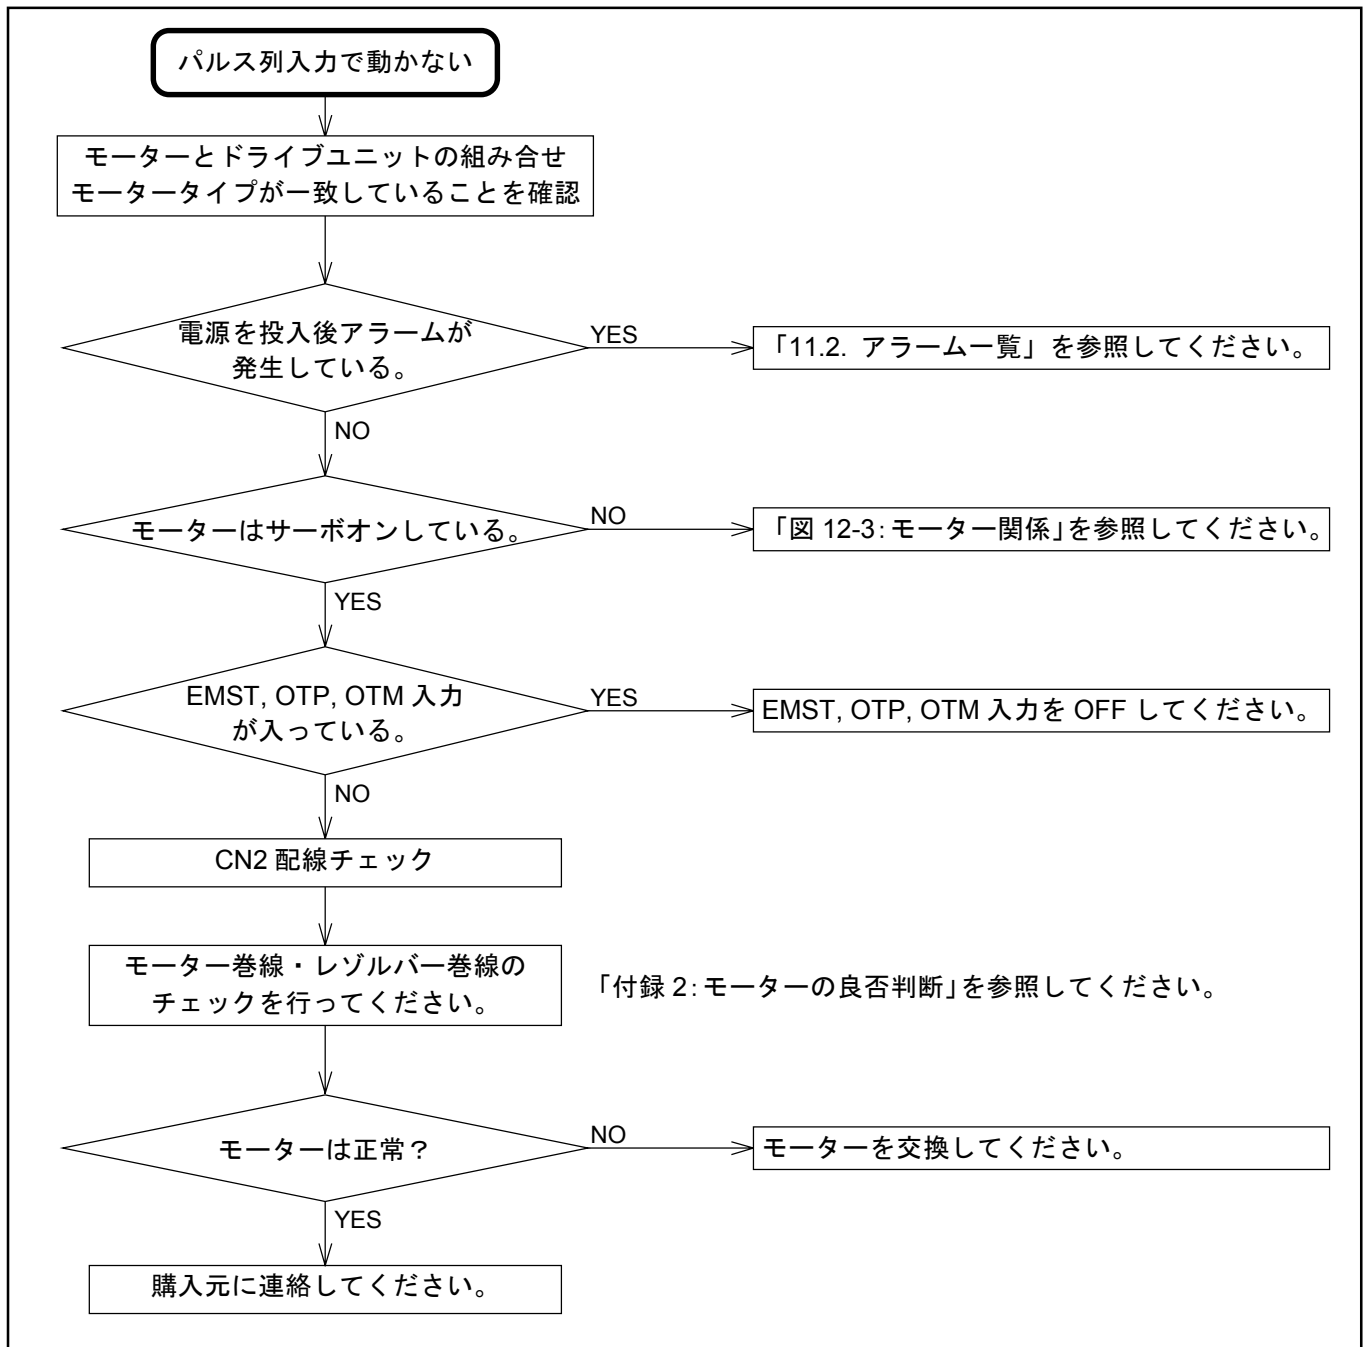 パルス列入力で動かない
モーターとドライブユニットの組み合せ
モータータイプが一致していることを確認
電源を投入後アラームが
発生している。
YES
「11.2. アラーム一覧」を参照してください。
NO
モーターはサーボオンしている。
NO
「図 12-3：モーター関係」を参照してください。
YES
EMST, OTP, OTM 入力
が入っている。
YES
EMST, OTP, OTM 入力を OFF してください。
NO
CN2 配線チェック
モーター巻線・レゾルバー巻線の
チェックを行ってください。
「付録 2：モーターの良否判断」を参照してください。
モーターは正常？
NO
モーターを交換してください。
YES
購入元に連絡してください。